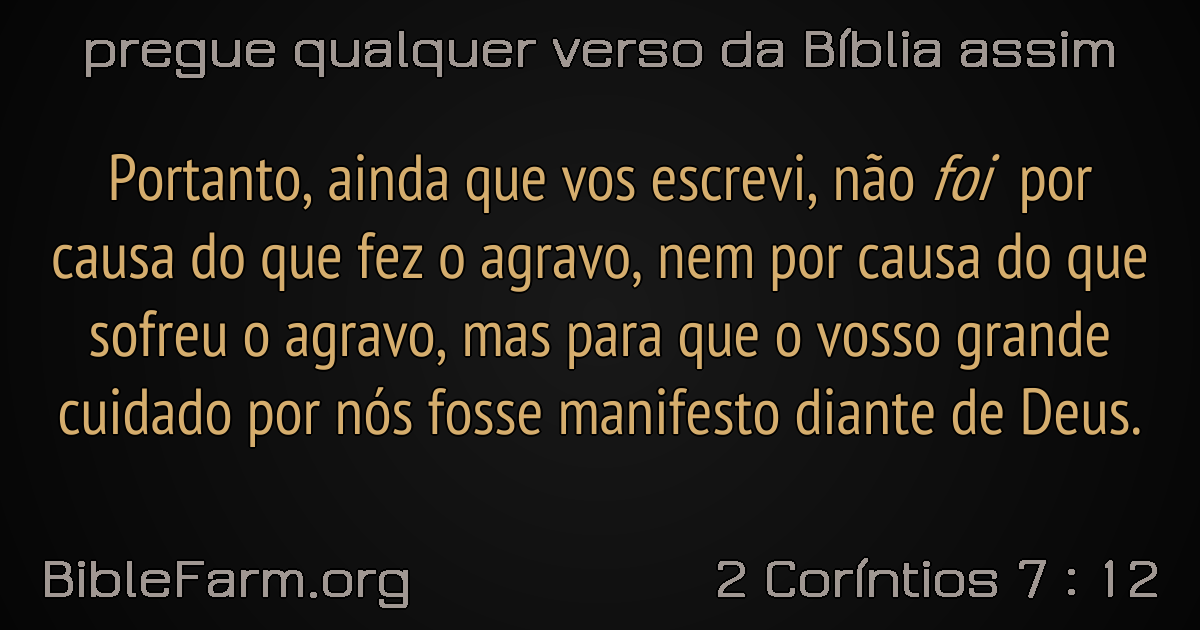 pregue qualquer verso da Bíblia assim
Portanto, ainda que vos escrevi, não foi por
causa do que fez o agravo, nem por causa do que
sofreu o agravo, mas para que o vosso grande
cuidado por nós fosse manifesto diante de Deus.
BibleFarm.org 2 Coríntios 7 : 12